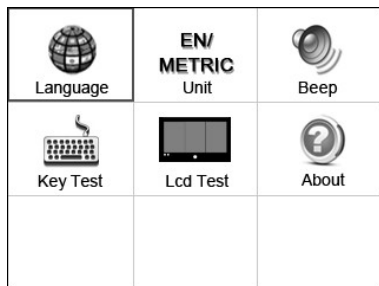 EN/
METRIC
Language
Unit
Beep
Key Test
Lcd Test
About